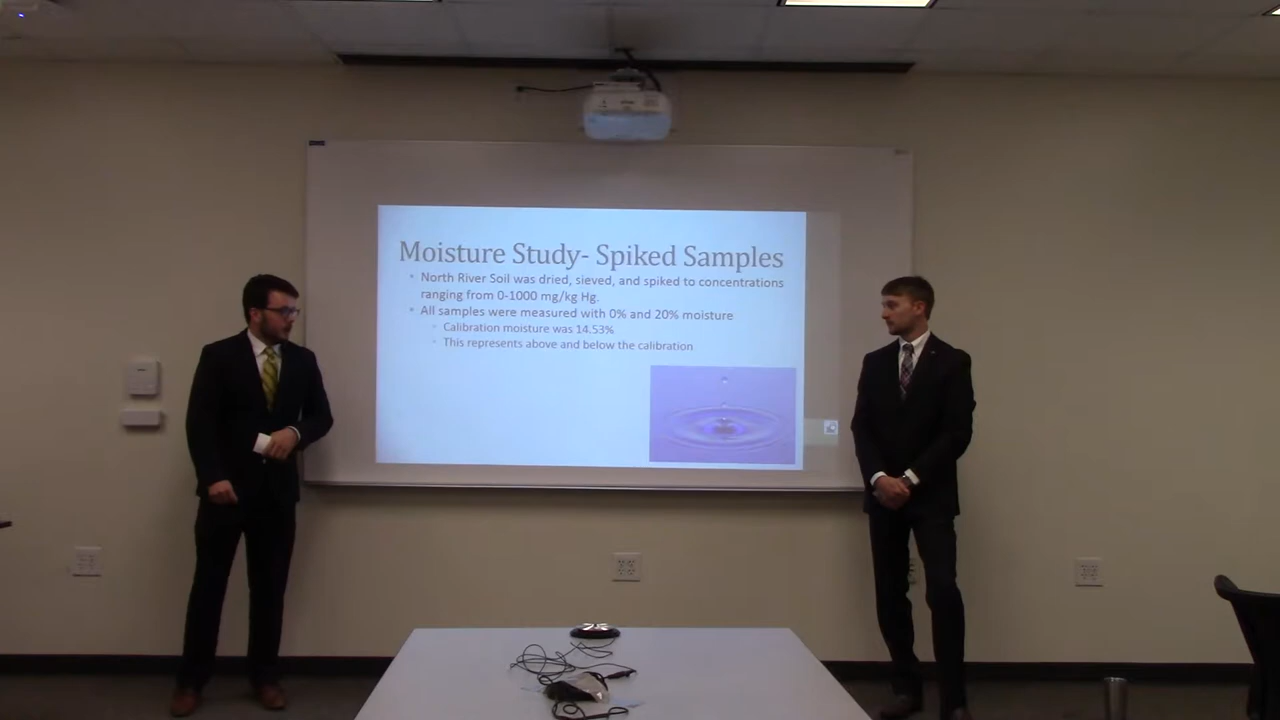 Moisture Study- Spiked Samples
North River Soil was dried, sieved, and spiked to concentrations
ranging from 0-1000 mg/kg Hg.
All samples were measured with 0% and 20% moisture
Calibration moisture was 14.53%
This represents above and below the calibration